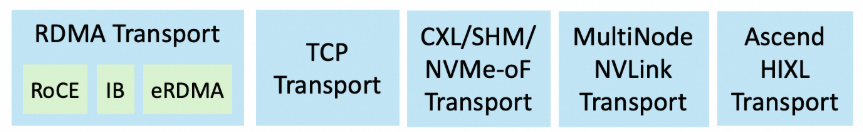 RDMA Transport
RoCE IB eRDMA
TCP
Transport
CXL/SHM/
NVMe-oF
Transport
MultiNode
NVLink
Transport
Ascend
HIXL
Transport